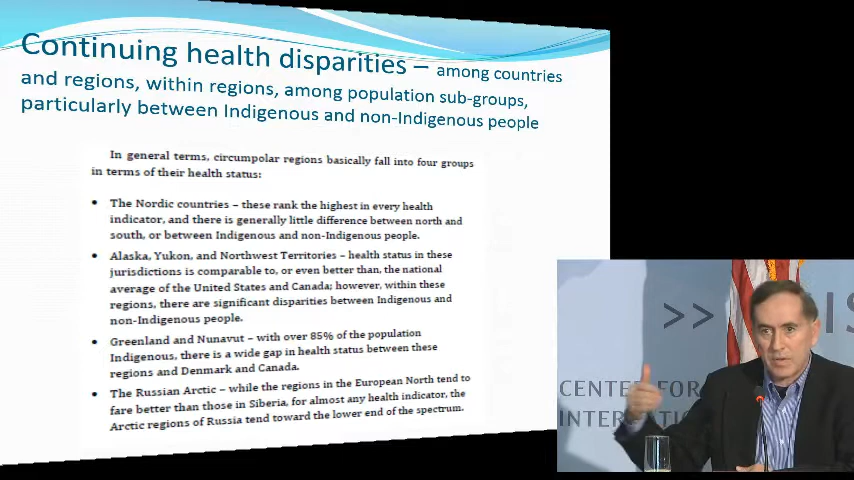 Continuing health disparities – among countries
and regions, within regions, among population sub-groups,
particularly between Indigenous and non-Indigenous people
In general terms, circumpolar regions basically fall into four groups
in terms of their health status:
• The Nordic countries – these rank the highest in every health
indicator, and there is generally little difference between north and
south, or between Indigenous and non-Indigenous people.
• Alaska, Yukon, and Northwest Territories – health status in these
jurisdictions is comparable to, or even better than, the national
average of the United States and Canada; however, within these
regions, there are significant disparities between Indigenous and
non-Indigenous people.
• Greenland and Nunavut – with over 85% of the population
Indigenous, there is a wide gap in health status between these
regions and Denmark and Canada.
• The Russian Arctic – while the regions in the European North tend to
fare better than those in Siberia, for almost any health indicator, the
Arctic regions of Russia tend toward the lower end of the spectrum.
>>
IS
CENTER FOR
INTERNATI